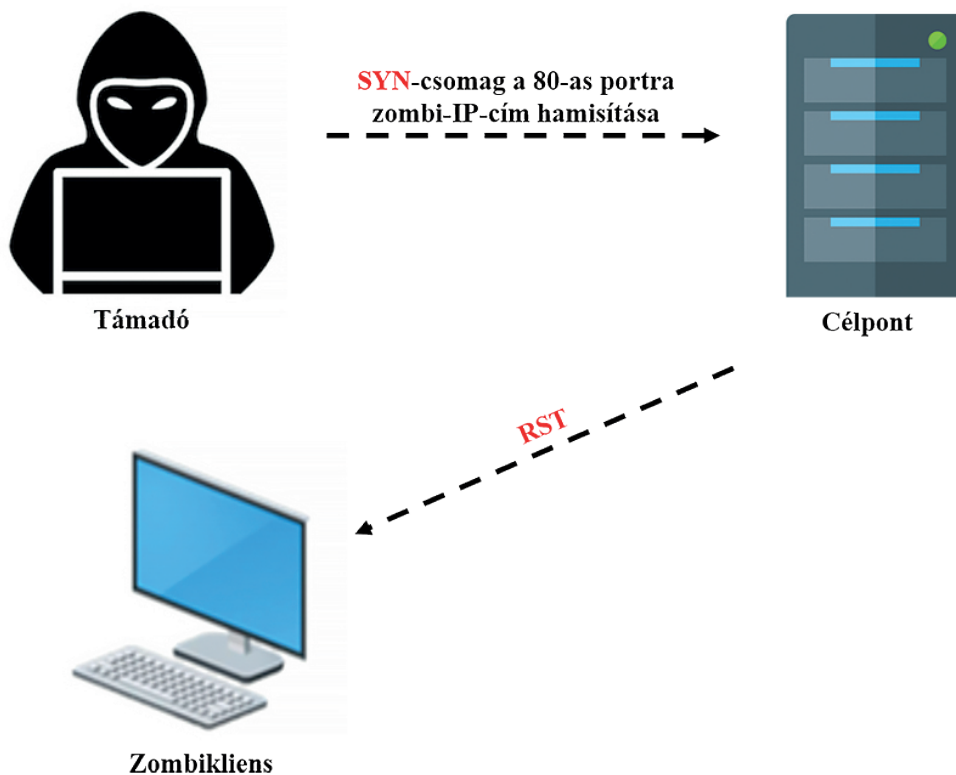 SYN-csomag a 80-as portra
zombi-IP-cím hamisítása
Támadó
Célpont
RST
Zombikliens